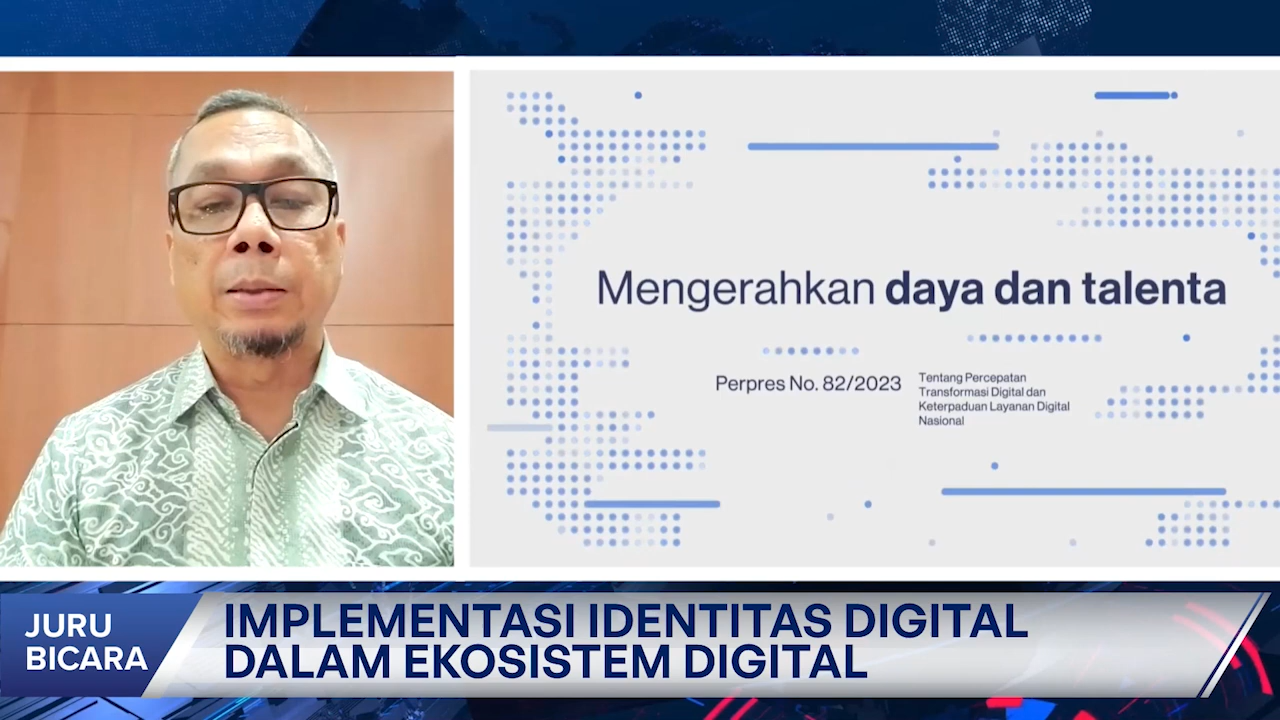 Mengerahkan daya dan talenta
Perpres No. 82/2023
Tentang Percepatan
Transformasi Digital dan
Keterpaduan Layanan Digital
Nasional
JURU
BICARA
IMPLEMENTASI IDENTITAS DIGITAL
DALAM EKOSISTEM DIGITAL